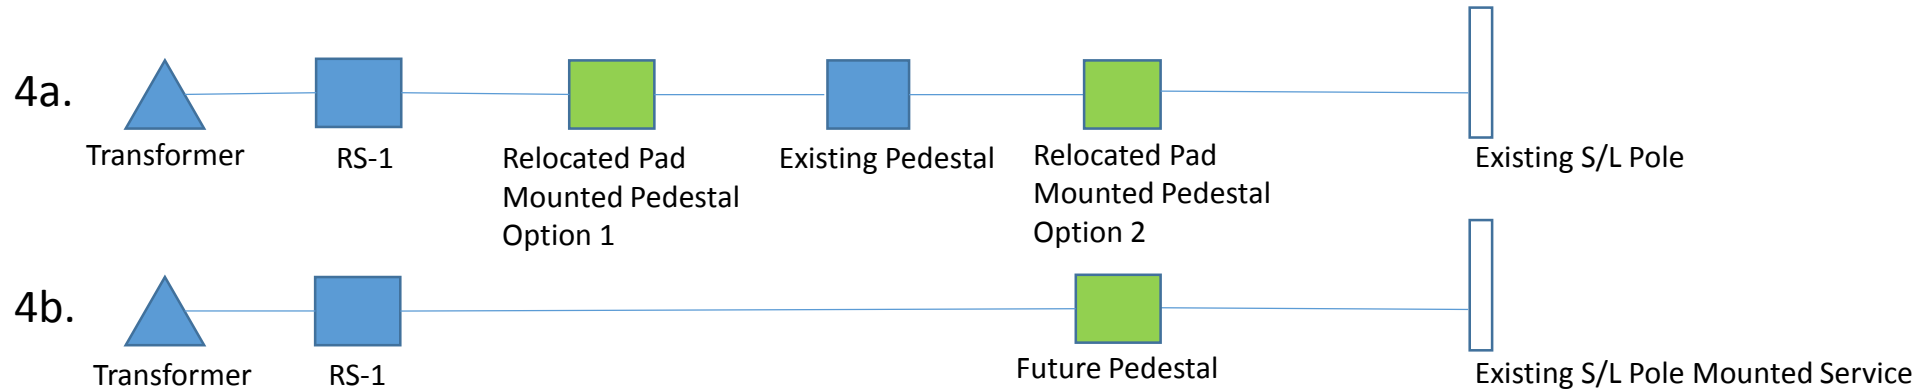 4a.
Transformer
RS-1
Relocated Pad
Mounted Pedestal
Option 1
Existing Pedestal
Relocated Pad
Mounted Pedestal
Option 2
Existing S/L Pole
4b.
Transformer
RS-1
Future Pedestal
Existing S/L Pole Mounted Service